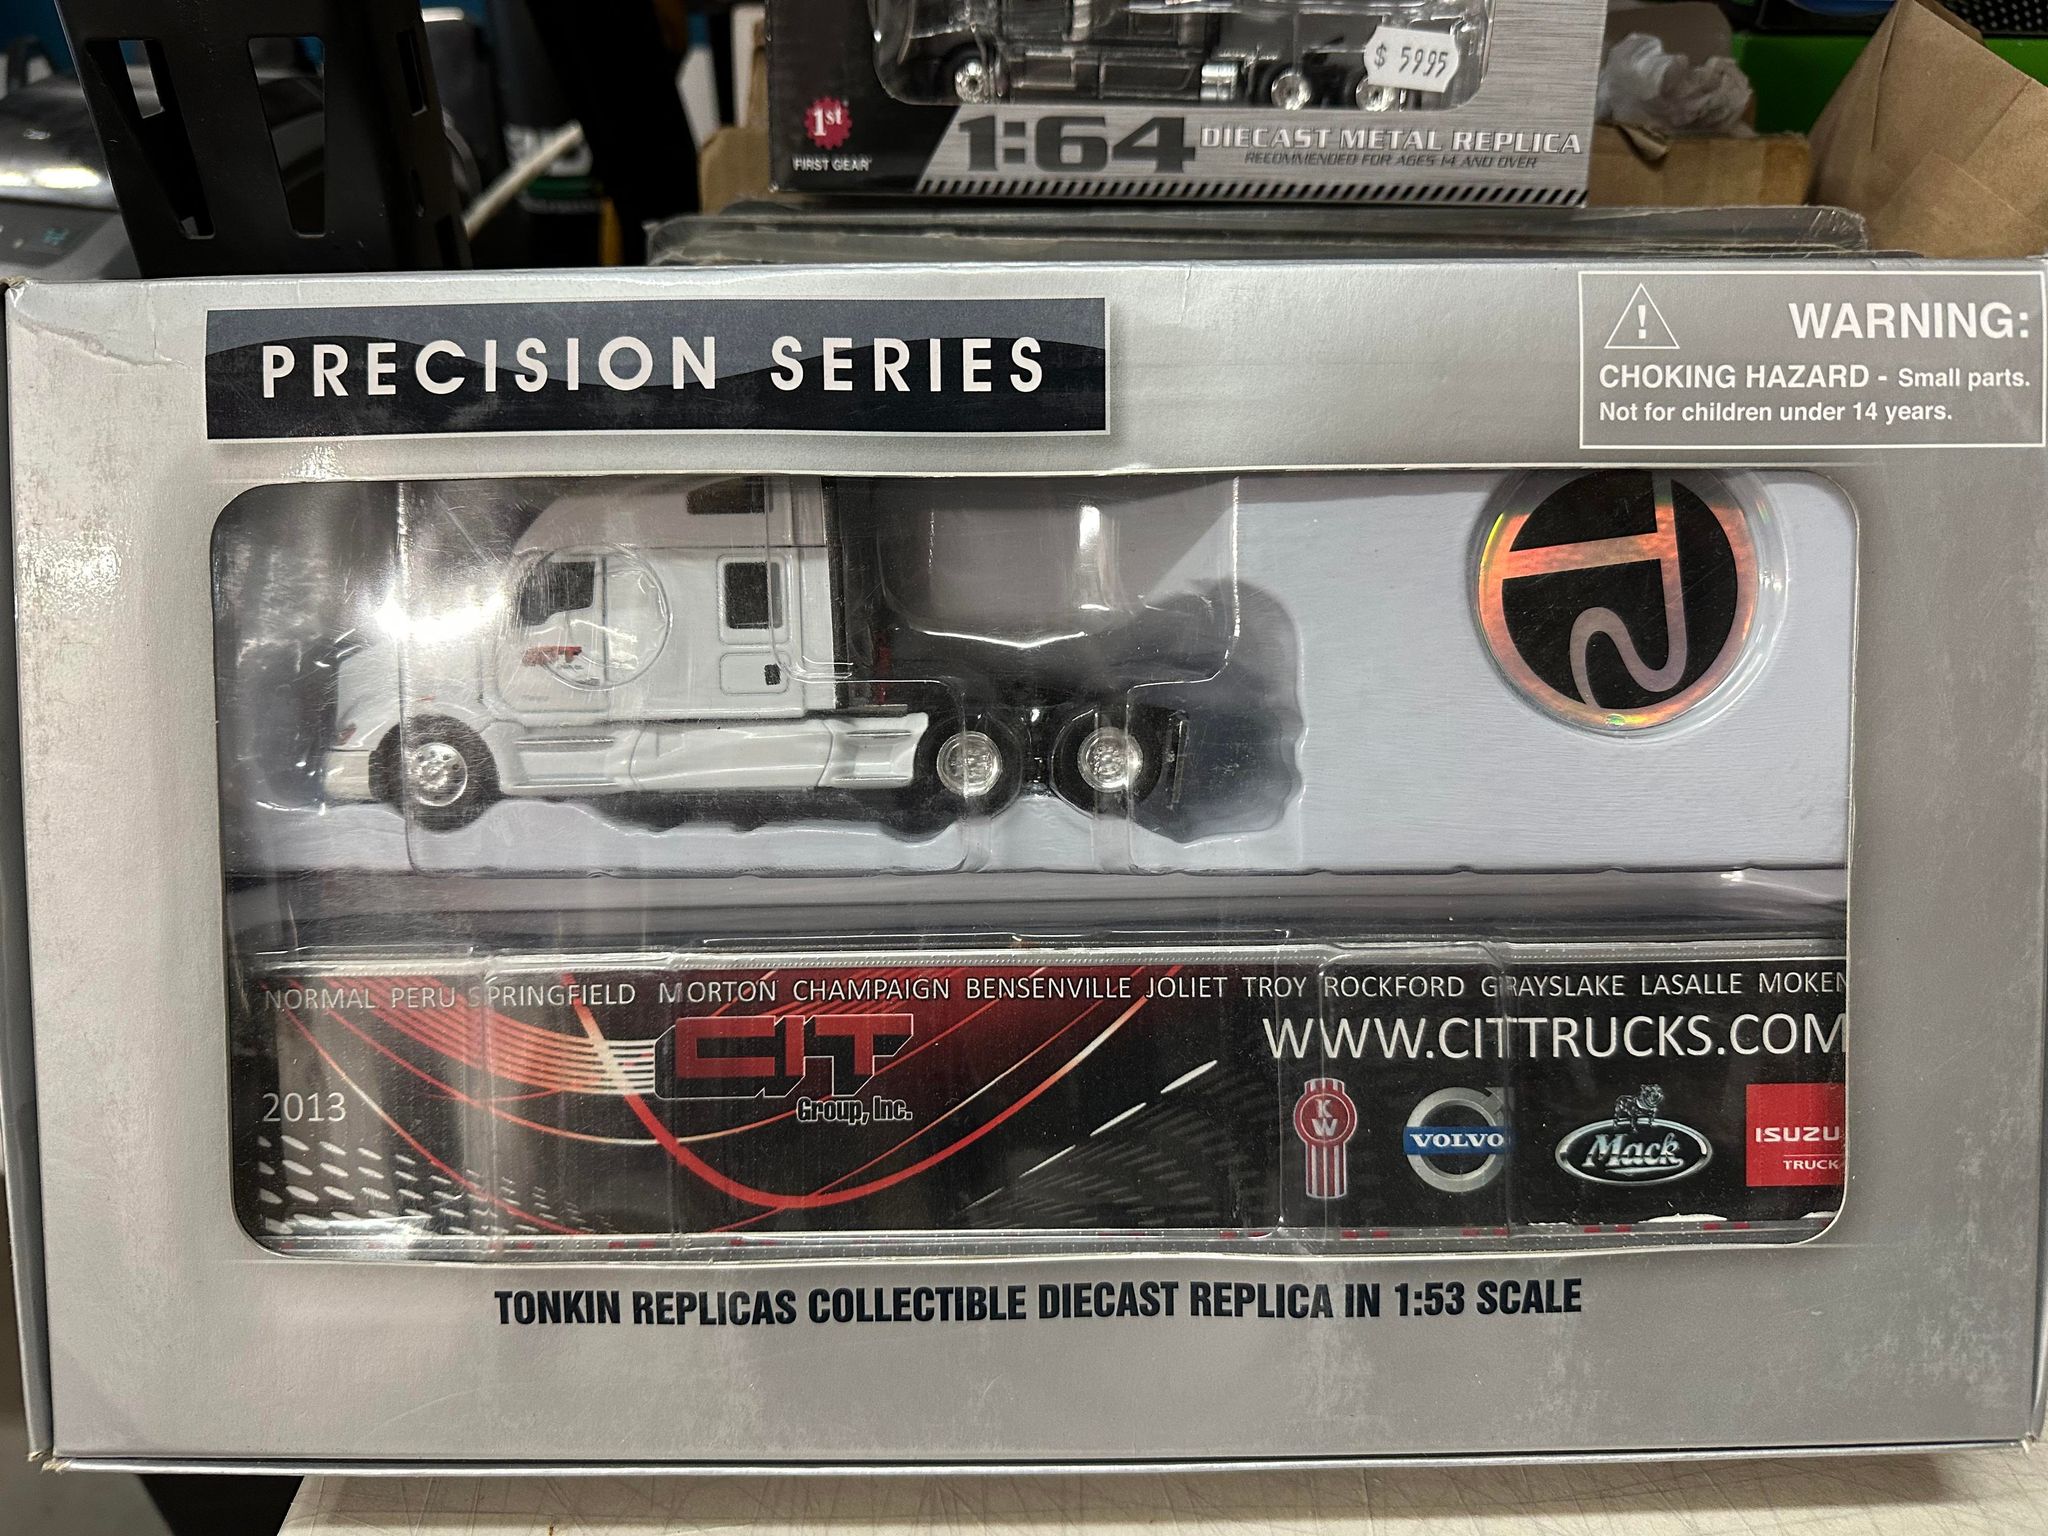 $ 59.95
1st
FIRST GEAR
1:64 DIECAST METAL REPLICA
RECOMMENDED FOR AGES 14 AND OVER
PRECISION SERIES
WARNING:
CHOKING HAZARD - Small parts.
Not for children under 14 years.
NORMAL PERU SPRINGFIELD MORTON CHAMPAIGN BENSENVILLE JOLIET TROY ROCKFORD GRAYSLAKE LASALLE MOKEN
CIT
Group, Inc.
WWW.CITTRUCKS.COM
2013
KW
VOLVO
Mack
ISUZU
TRUCK
TONKIN REPLICAS COLLECTIBLE DIECAST REPLICA IN 1:53 SCALE